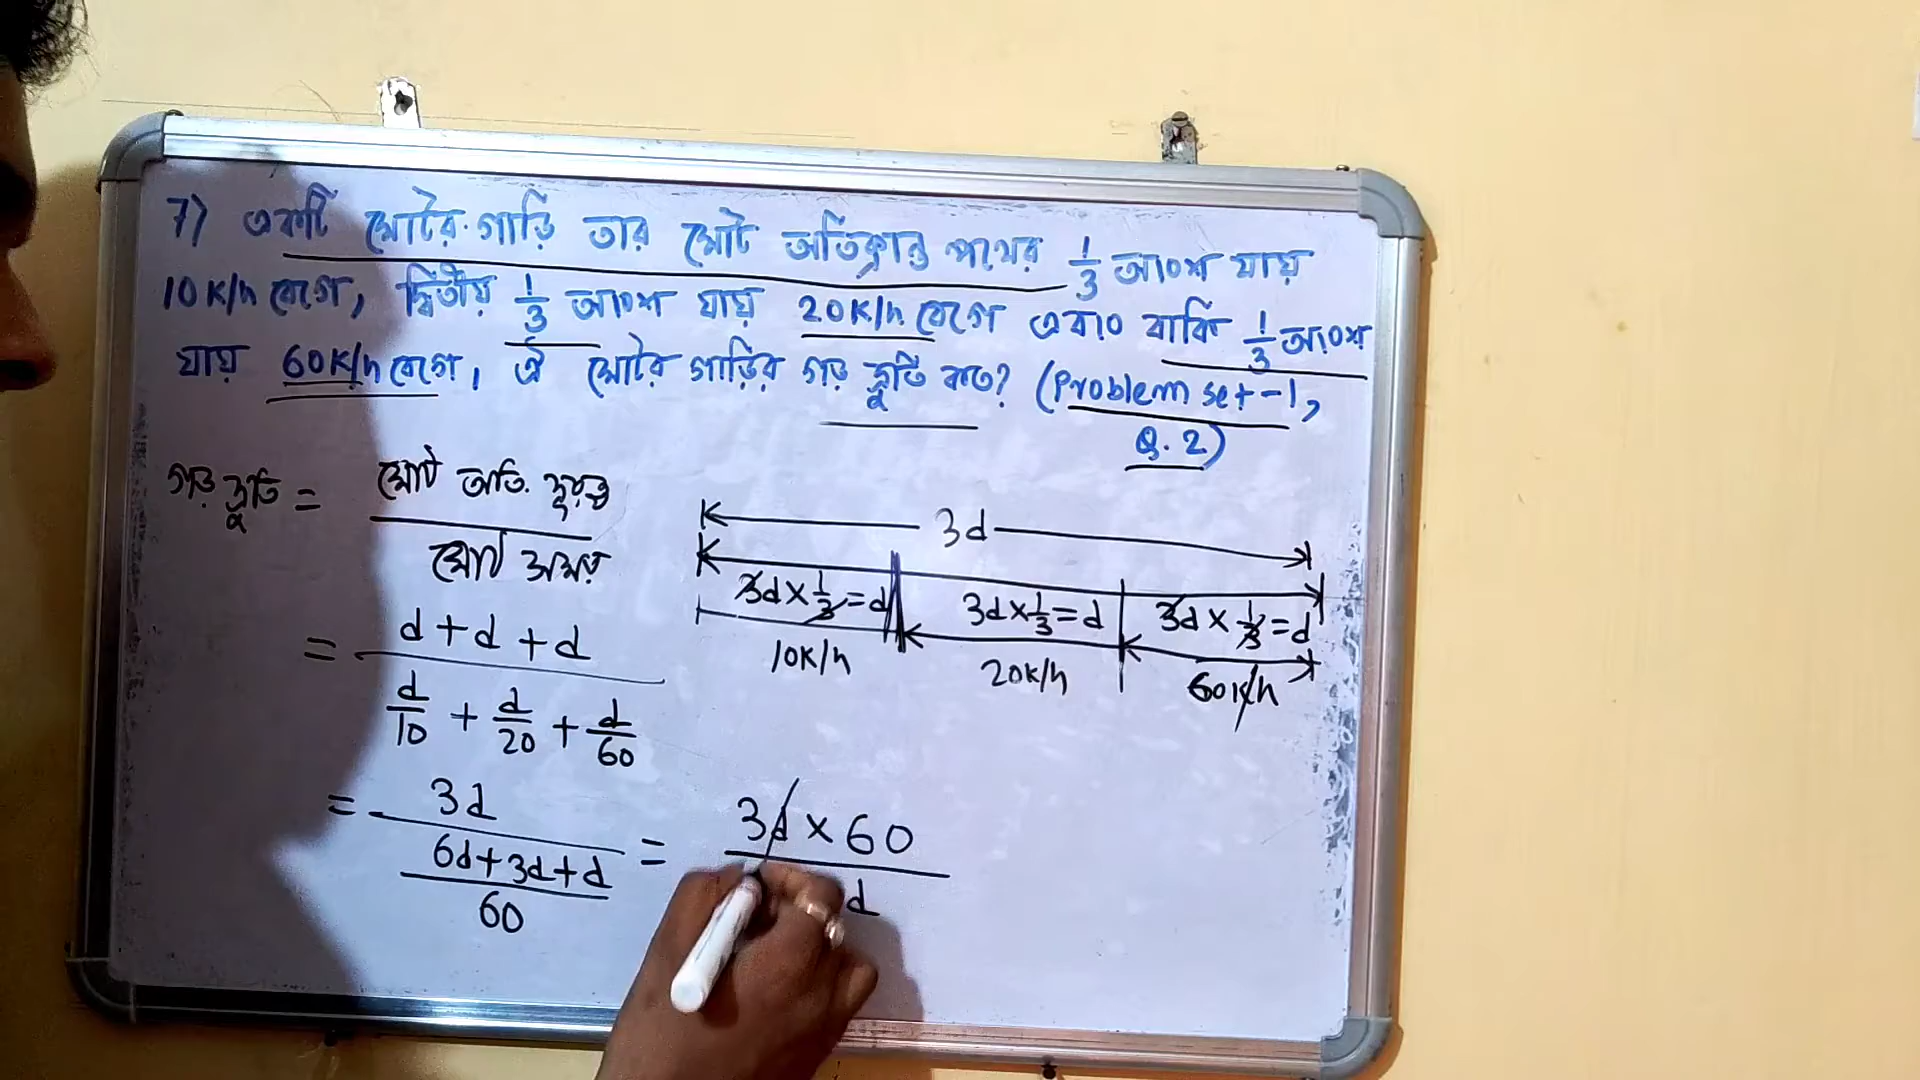 7) একটি মোটর গাড়ি তার মোট অতিক্রান্ত পথের 1/3 অংশ যায়
10K/h বেগে, দ্বিতীয় 1/3 অংশ যায় 20K/h বেগে এবং বাকি 1/3 অংশ
যায় 60K/h বেগে, ঐ মোটর গাড়ির গড় দ্রুতি কত? (Problem set-1,
Q.2)
গড় দ্রুতি = মোট অতি. দূরত্ব / মোট সময়
= d+d+d / d/10 + d/20 + d/60
= 3d / 6d+3d+d / 60 = 3d × 60 / d
3d
3d × 1/3 = d 3d × 1/3 = d 3d × 1/3 = d
10K/h 20K/h 60K/h